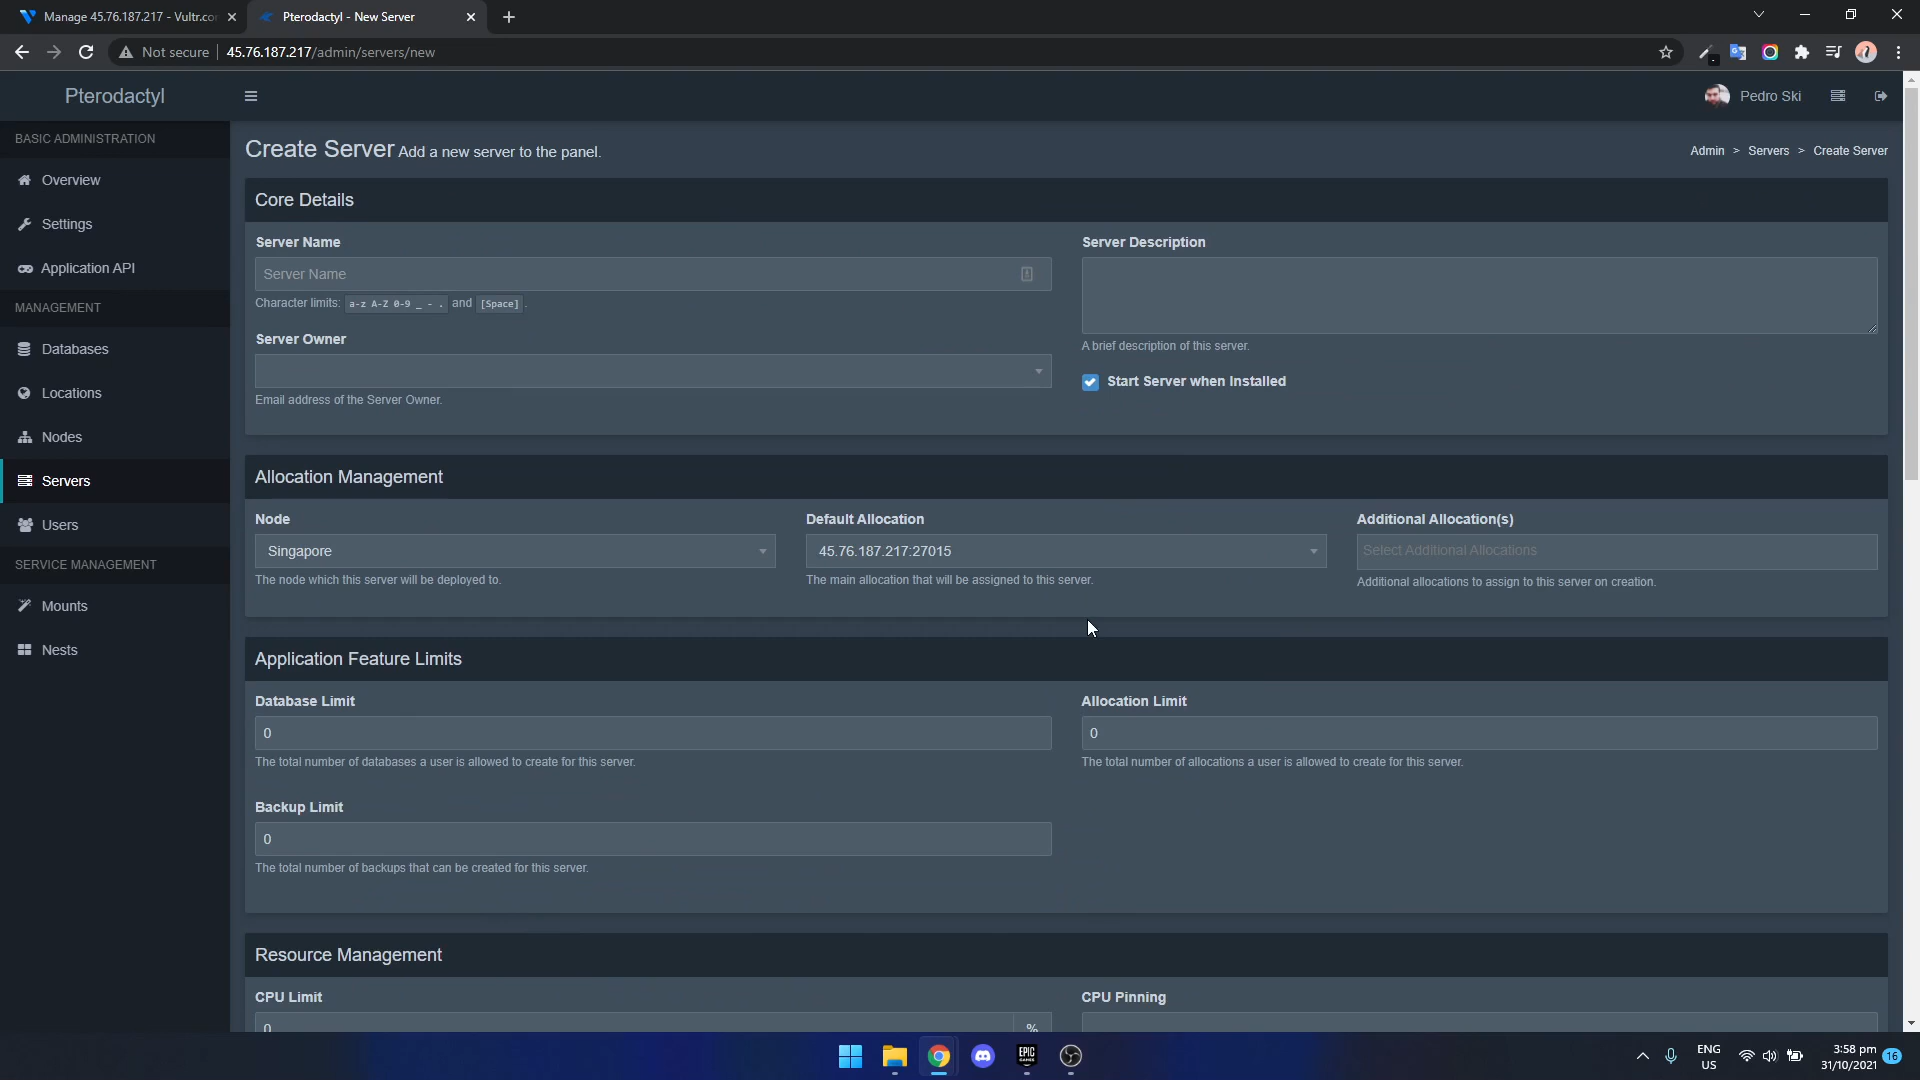 Manage 45.76.187.217 - Vultr.co
Pterodactyl - New Server
Not secure
45.76.187.217/admin/servers/new
Pterodactyl
Pedro Ski
BASIC ADMINISTRATION
Overview
Settings
Application API
MANAGEMENT
Databases
Locations
Nodes
Servers
Users
SERVICE MANAGEMENT
Mounts
Nests
Create Server Add a new server to the panel.
Admin > Servers > Create Server
Core Details
Server Name
Server Name
Character limits: a-z A-Z 0-9 _ - . and [Space] .
Server Owner
Email address of the Server Owner.
Server Description
A brief description of this server.
Start Server when Installed
Allocation Management
Node
Singapore
The node which this server will be deployed to.
Default Allocation
45.76.187.217:27015
The main allocation that will be assigned to this server.
Additional Allocation(s)
Select Additional Allocations
Additional allocations to assign to this server on creation.
Application Feature Limits
Database Limit
0
The total number of databases a user is allowed to create for this server.
Allocation Limit
0
The total number of allocations a user is allowed to create for this server.
Backup Limit
0
The total number of backups that can be created for this server.
Resource Management
CPU Limit
0
%
CPU Pinning
EPIC
GAMES
ENG
US
3:58 pm
31/10/2021
16